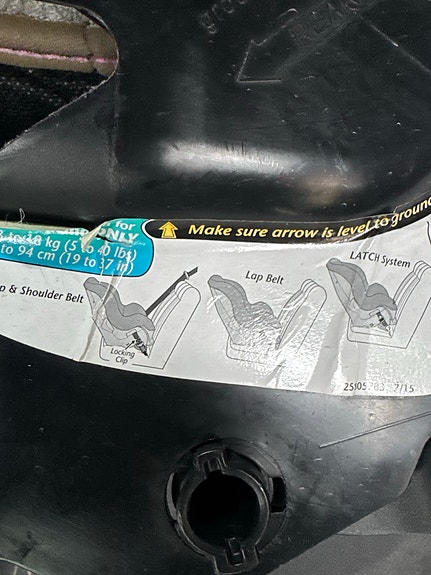 for
ONLY
kg (5 to 40 lbs)
to 94 cm (19 to 37 in)
Make sure arrow is level to ground
& Shoulder Belt
Lap Belt
LATCH System
Locking
Clip
7/15